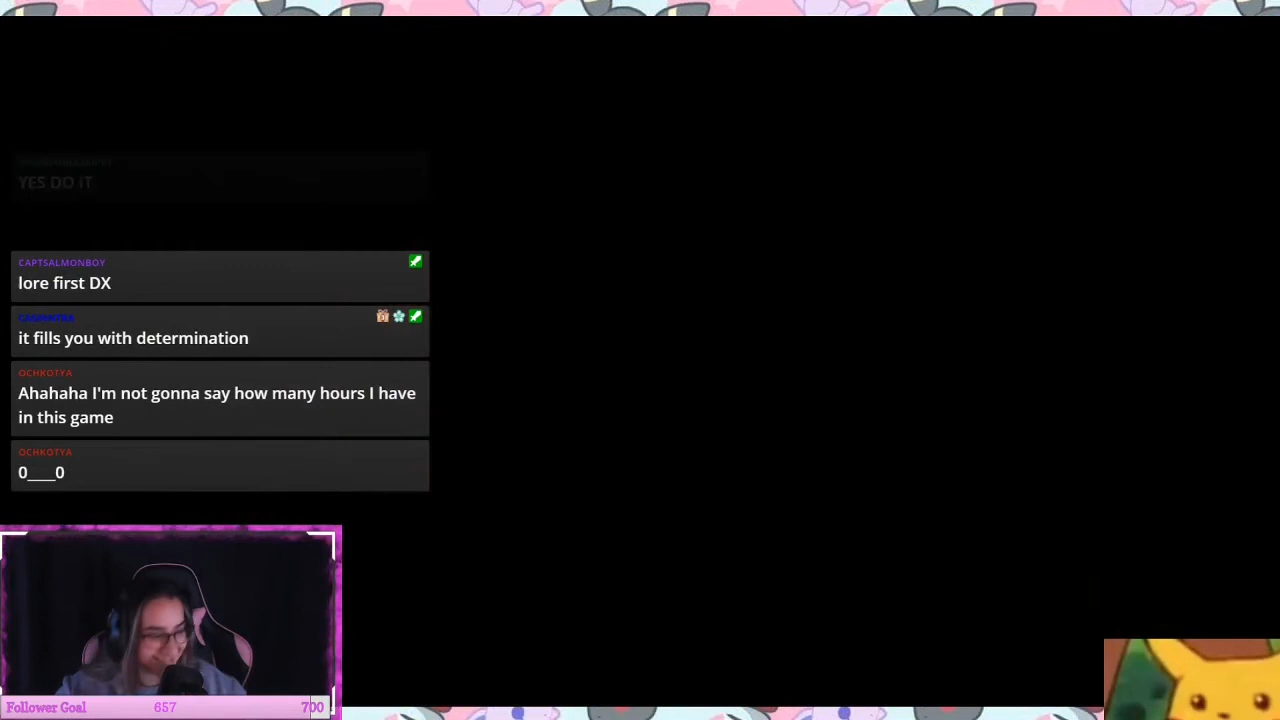 YES DO IT
CAPTSALMONBOY
lore first DX
it fills you with determination
OCHKOTYA
Ahahaha I'm not gonna say how many hours I have
in this game
OCHKOTYA
0___0
Follower Goal 657 700